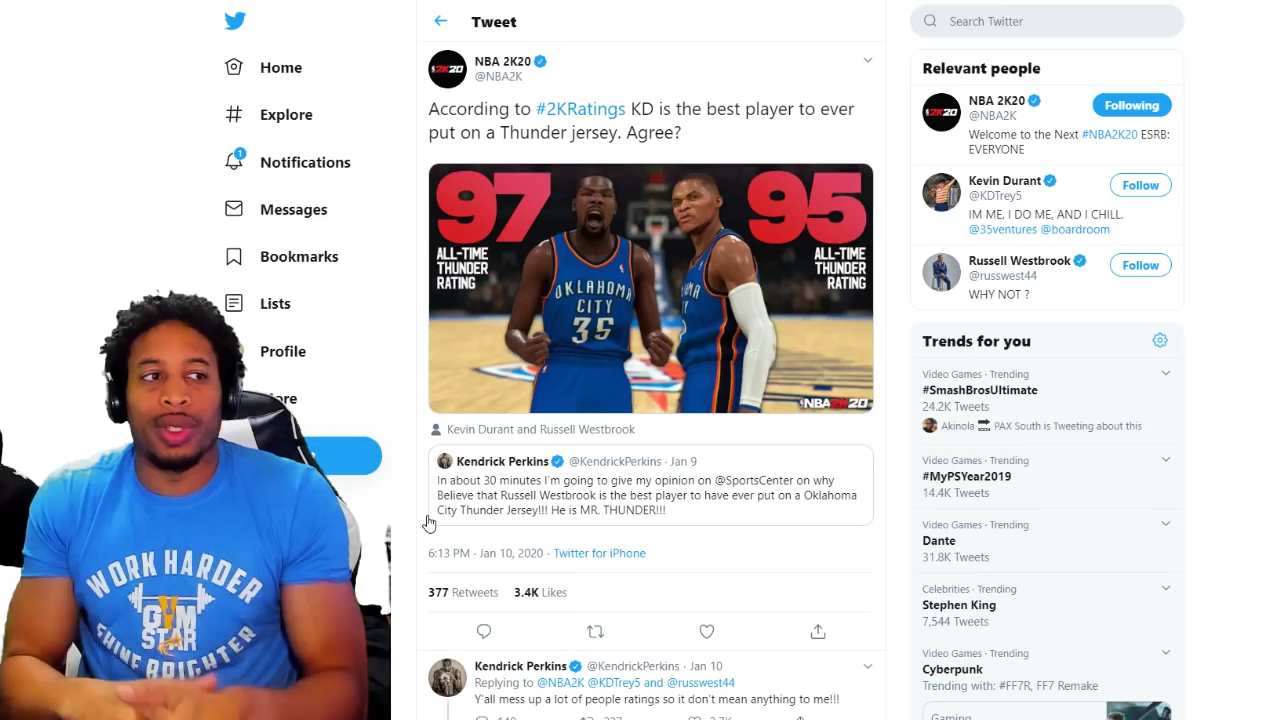 Home
Explore
1
Notifications
Messages
Bookmarks
Lists
Profile
ore
WORK HARDER
GYM
STAR
SHINE BRIGHTER
Tweet
NBA 2K20
@NBA2K
According to #2KRatings KD is the best player to ever
put on a Thunder jersey. Agree?
97
ALL-TIME
THUNDER
RATING
OKLAHOMA
CITY
35
95
ALL-TIME
THUNDER
RATING
NBA 2K20
Kevin Durant and Russell Westbrook
Kendrick Perkins @KendrickPerkins · Jan 9
In about 30 minutes I'm going to give my opinion on @SportsCenter on why
Believe that Russell Westbrook is the best player to have ever put on a Oklahoma
City Thunder Jersey!!! He is MR. THUNDER!!!
6:13 PM · Jan 10, 2020 · Twitter for iPhone
377 Retweets 3.4K Likes
Kendrick Perkins @KendrickPerkins · Jan 10
Replying to @NBA2K @KDTrey5 and @russwest44
Y'all mess up a lot of people ratings so it don't mean anything to me!!!
Search Twitter
Relevant people
NBA 2K20
@NBA2K
Following
Welcome to the Next #NBA2K20 ESRB:
EVERYONE
Kevin Durant
@KDTrey5
Follow
IM ME, I DO ME, AND I CHILL.
@35ventures @boardroom
Russell Westbrook
@russwest44
Follow
WHY NOT ?
Trends for you
Video Games · Trending
#SmashBrosUltimate
24.2K Tweets
Akinola SOON PAX South is Tweeting about this
Video Games · Trending
#MyPSYear2019
14.4K Tweets
Video Games · Trending
Dante
31.8K Tweets
Celebrities · Trending
Stephen King
7,544 Tweets
Video Games · Trending
Cyberpunk
Trending with: #FF7R, FF7 Remake
Gaming